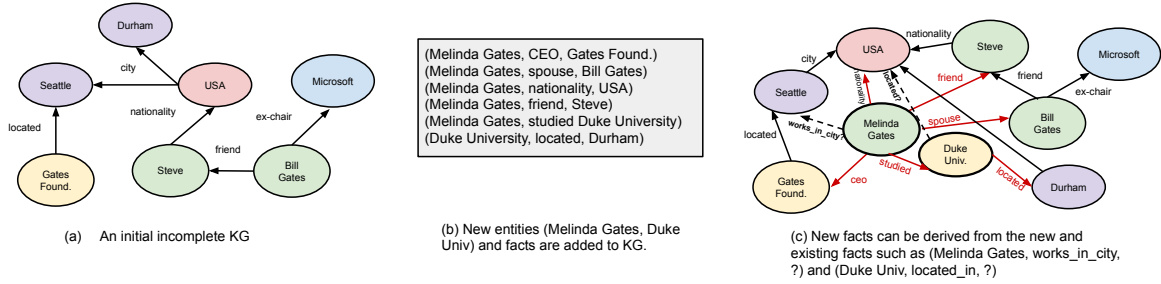 Durham
city
Seattle
USA
Microsoft
nationality
ex-chair
located
friend
Gates
Found.
Steve
Bill
Gates
(a) An initial incomplete KG
(Melinda Gates, CEO, Gates Found.)
(Melinda Gates, spouse, Bill Gates)
(Melinda Gates, nationality, USA)
(Melinda Gates, friend, Steve)
(Melinda Gates, studied Duke University)
(Duke University, located, Durham)
(b) New entities (Melinda Gates, Duke
Univ) and facts are added to KG.
USA
nationality
Steve
Microsoft
city
nationality
located?
friend
friend
ex-chair
Seattle
works_in_city?
Melinda
Gates
spouse
Bill
Gates
located
Duke
Univ.
studied
located
ceo
Gates
Found.
Durham
(c) New facts can be derived from the new and
existing facts such as (Melinda Gates, works_in_city,
?) and (Duke Univ, located_in, ?)